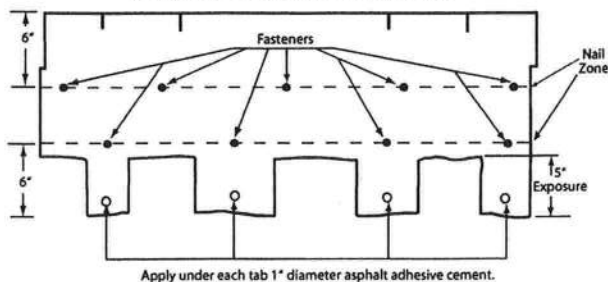 6"
Fasteners
Nail
Zone
6"
5"
Exposure
Apply under each tab 1" diameter asphalt adhesive cement.